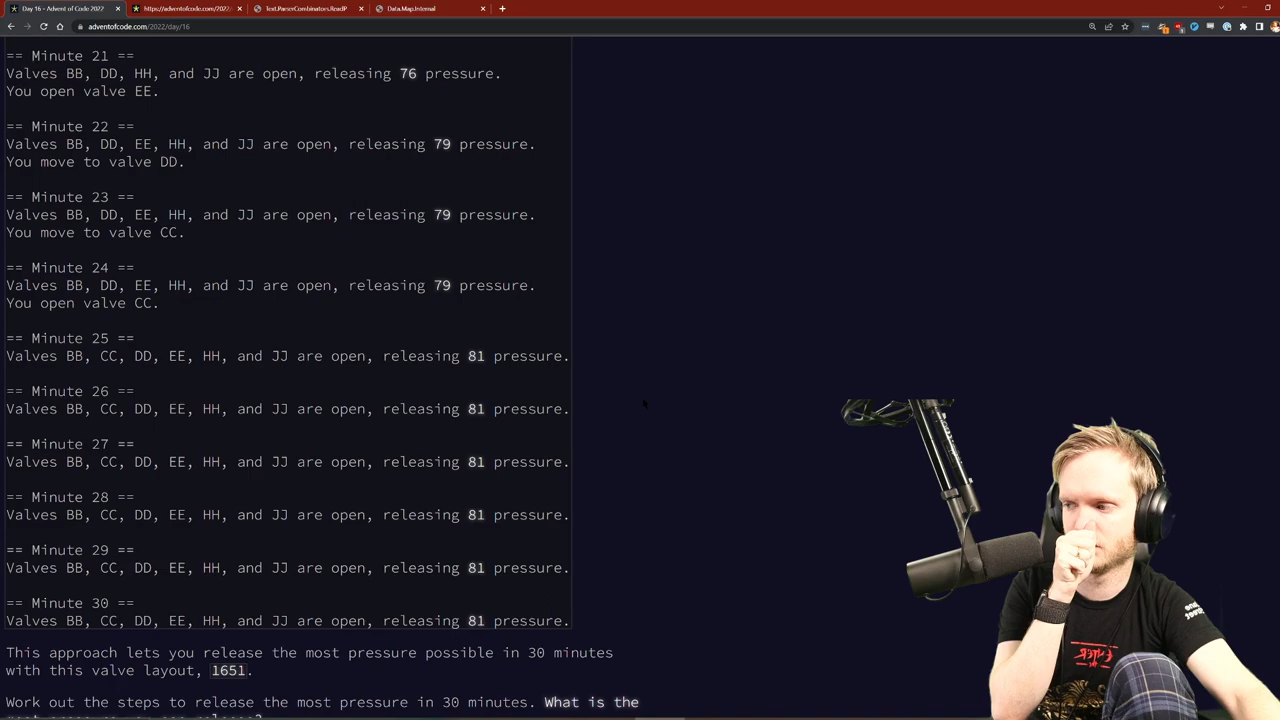 Day 16 - Advent of Code 2022
https://adventofcode.com/2022/
Text.ParserCombinators.ReadP
Data.Map.Internal
adventofcode.com/2022/day/16
== Minute 21 ==
Valves BB, DD, HH, and JJ are open, releasing 76 pressure.
You open valve EE.
== Minute 22 ==
Valves BB, DD, EE, HH, and JJ are open, releasing 79 pressure.
You move to valve DD.
== Minute 23 ==
Valves BB, DD, EE, HH, and JJ are open, releasing 79 pressure.
You move to valve CC.
== Minute 24 ==
Valves BB, DD, EE, HH, and JJ are open, releasing 79 pressure.
You open valve CC.
== Minute 25 ==
Valves BB, CC, DD, EE, HH, and JJ are open, releasing 81 pressure.
== Minute 26 ==
Valves BB, CC, DD, EE, HH, and JJ are open, releasing 81 pressure.
== Minute 27 ==
Valves BB, CC, DD, EE, HH, and JJ are open, releasing 81 pressure.
== Minute 28 ==
Valves BB, CC, DD, EE, HH, and JJ are open, releasing 81 pressure.
== Minute 29 ==
Valves BB, CC, DD, EE, HH, and JJ are open, releasing 81 pressure.
== Minute 30 ==
Valves BB, CC, DD, EE, HH, and JJ are open, releasing 81 pressure.
This approach lets you release the most pressure possible in 30 minutes
with this valve layout, 1651.
Work out the steps to release the most pressure in 30 minutes. What is the